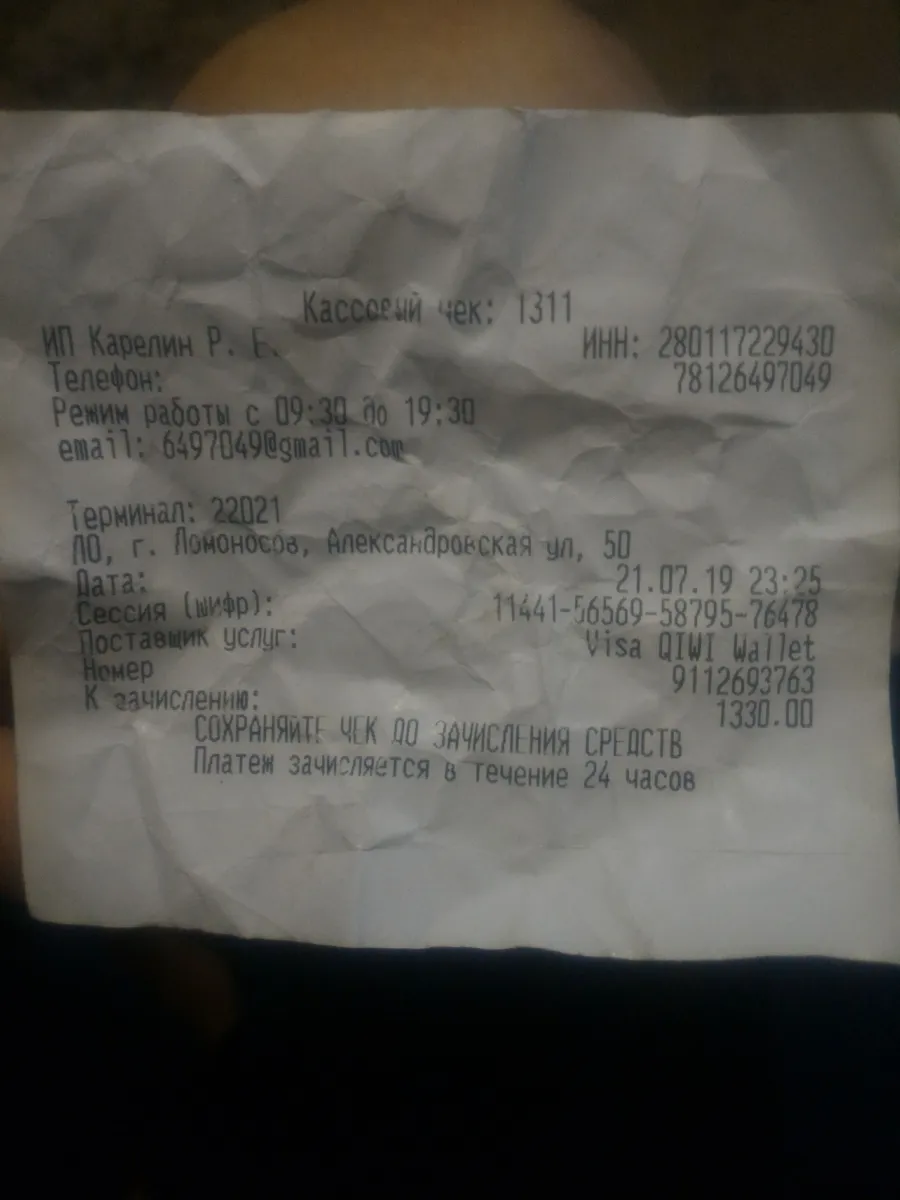 Кассовый чек: 1311
ИП Карелин Р. Е. ИНН: 280117229430
Телефон: 78126497049
Режим работы с 09:30 до 19:30
email: 6497049@gmail.com
Терминал: 22021
ЛО, г. Ломоносов, Александровская ул, 50
Дата: 21.07.19 23:25
Сессия (шифр): 11441-56569-58795-76478
Поставщик услуг: Visa QIWI Wallet
Номер 9112693763
К зачислению: 1330.00
СОХРАНЯЙТЕ ЧЕК ДО ЗАЧИСЛЕНИЯ СРЕДСТВ
Платеж зачисляется в течение 24 часов